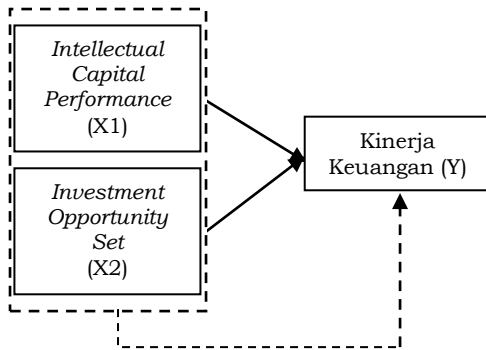 Intellectual
Capital
Performance
(X1)
Kinerja
Keuangan (Y)
Investment
Opportunity
Set
(X2)